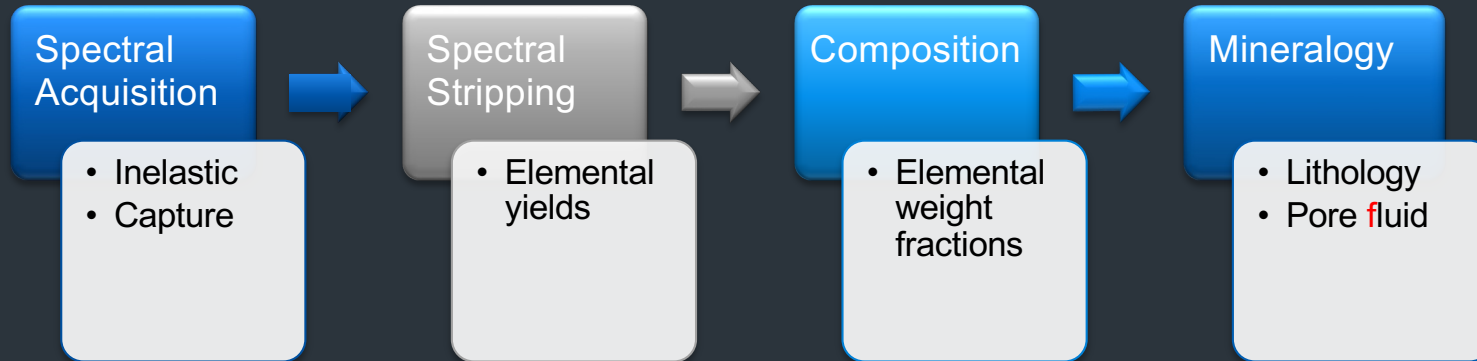 Spectral
Acquisition
• Inelastic
• Capture
Spectral
Stripping
• Elemental
yields
Composition
• Elemental
weight
fractions
Mineralogy
• Lithology
• Pore fluid